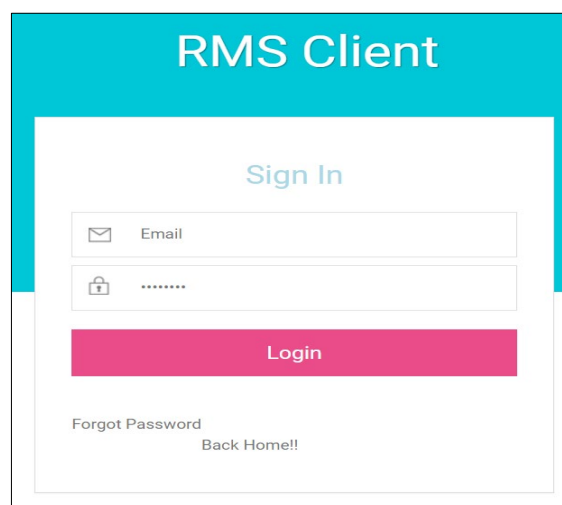 RMS Client
Sign In
Email
••••••••
Login
Forgot Password
Back Home!!